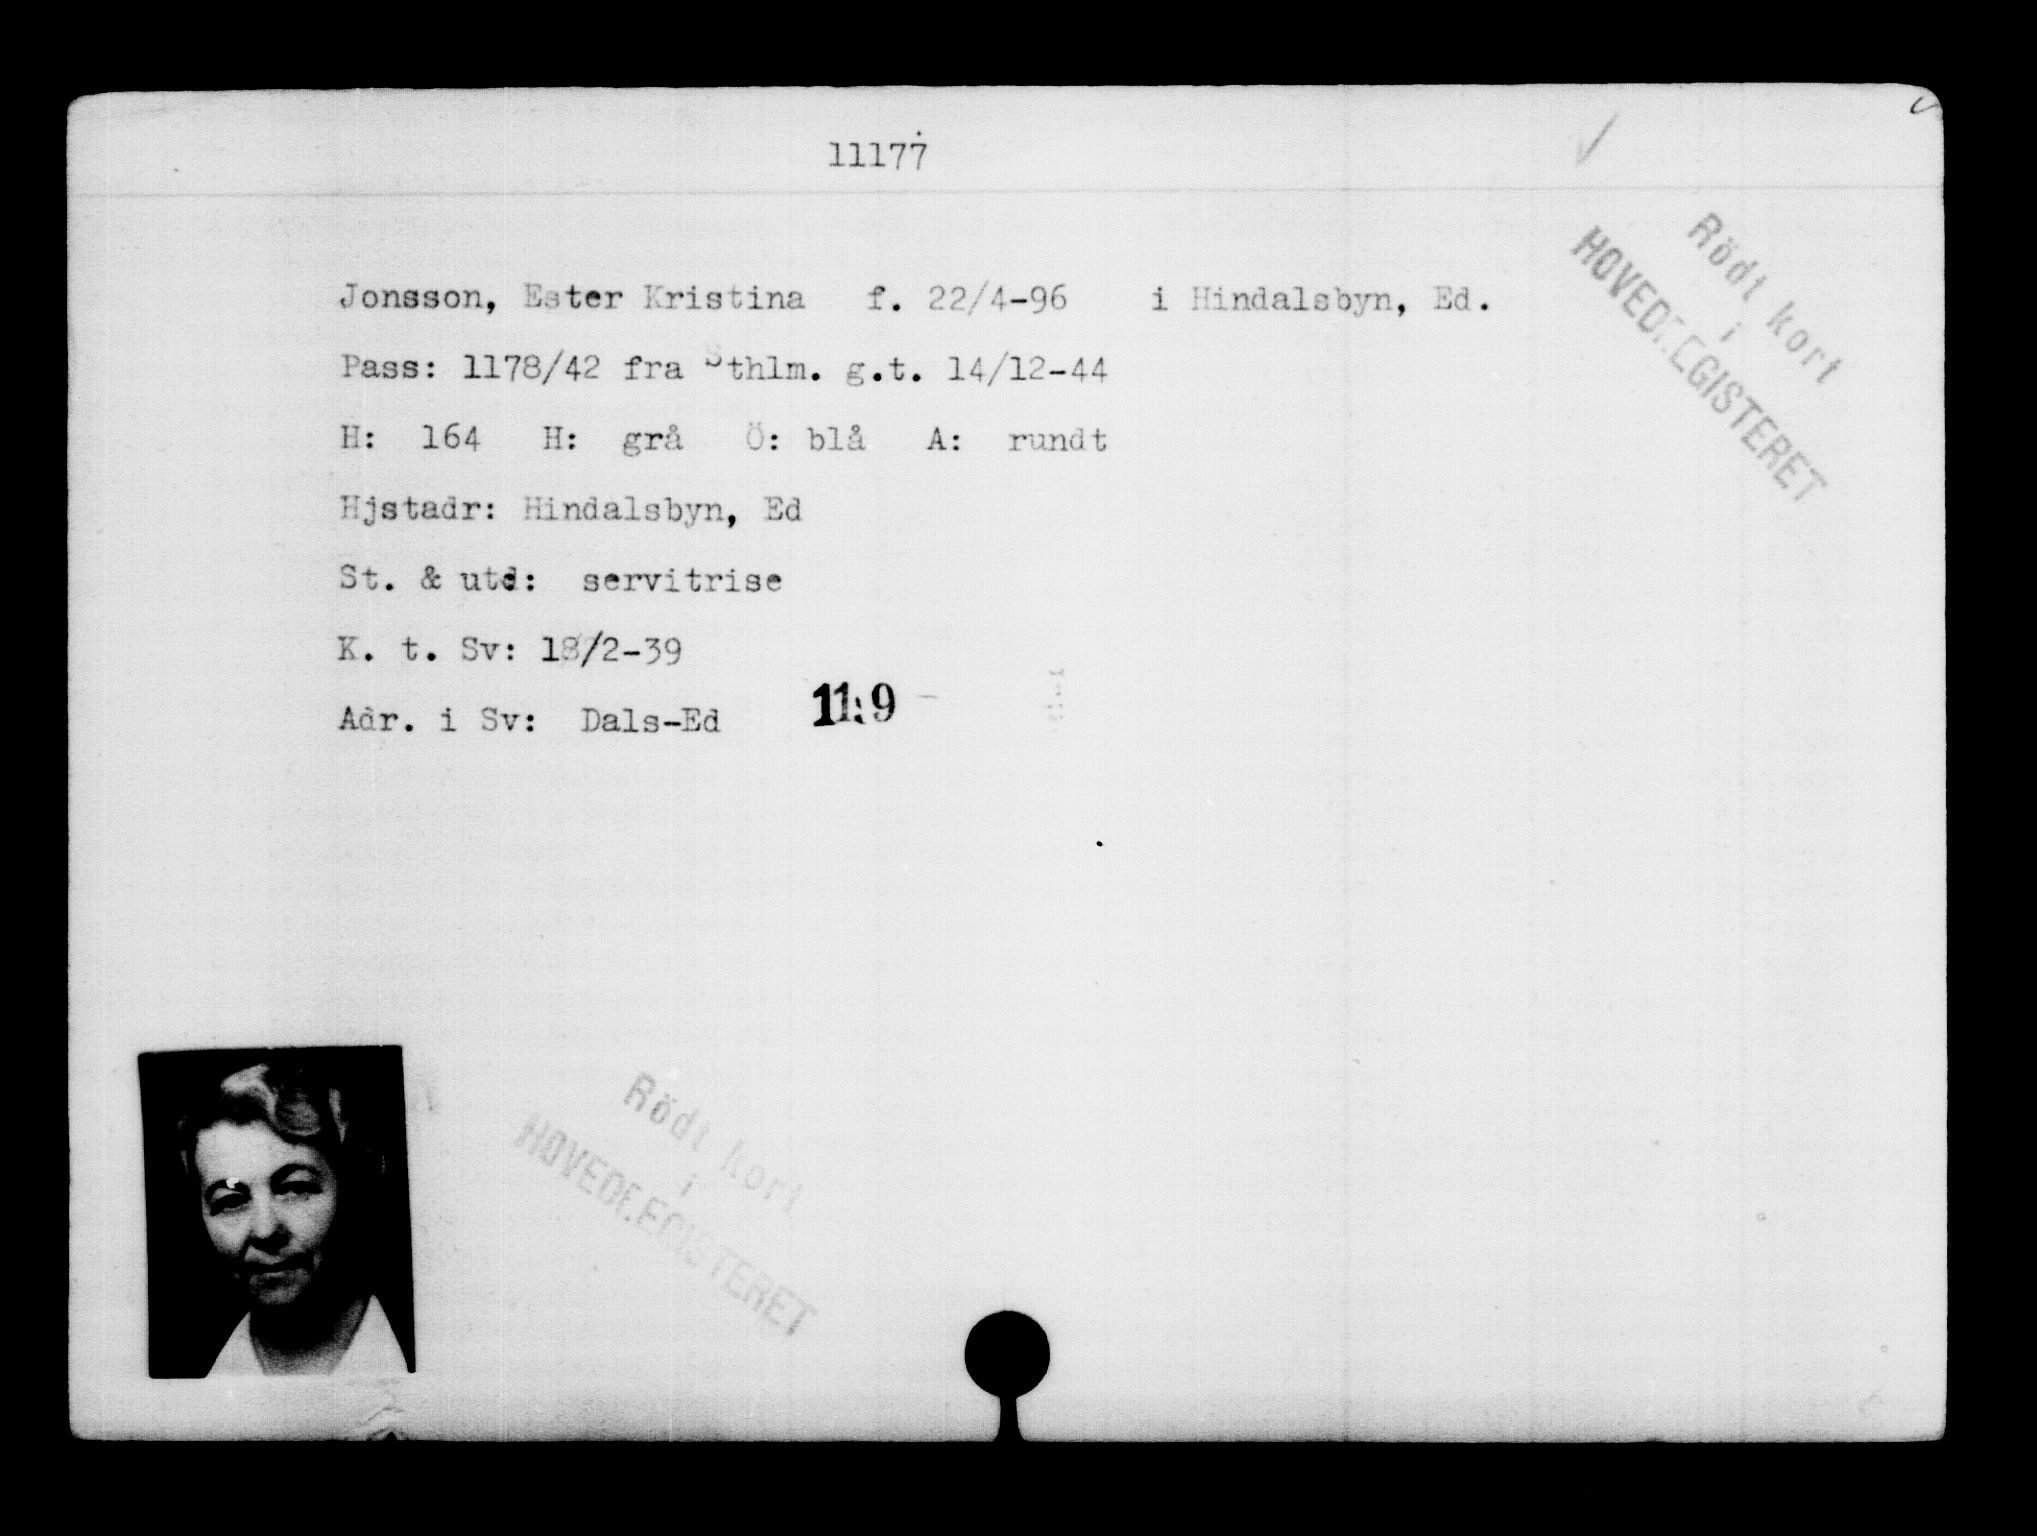 11177
Jonsson, Ester Kristina f. 22/4-96 i Hindalsbyn, Ed.
Pass: 1178/42 fra Sthlm. g.t. 14/12-44
H: 164 H: grå Ö: blå A: rundt
Hjstadr: Hindalsbyn, Ed
St. & utd: servitrise
K. t. Sv: 18/2-39
Adr. i Sv: Dals-Ed
Rödt kort
i
HOVEDREGISTERET
Rödt kort
i
HOVEDREGISTERET